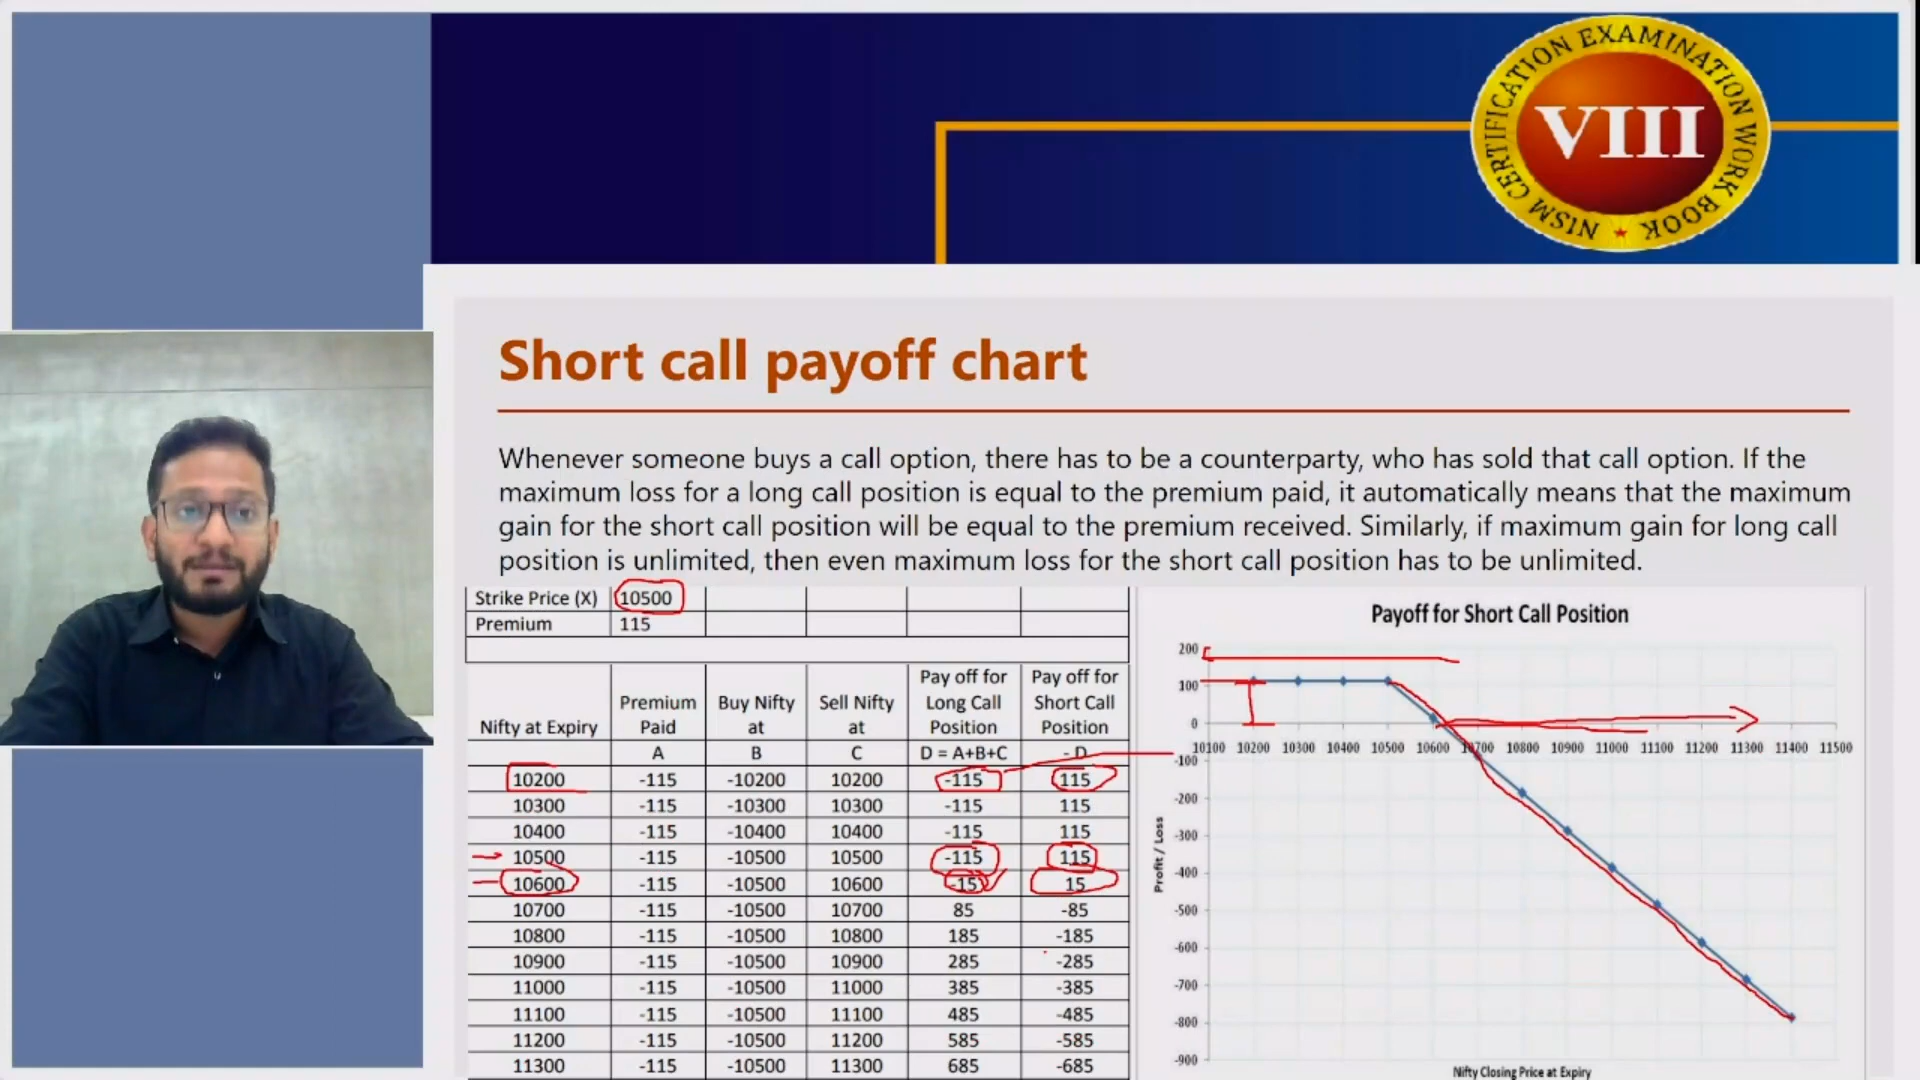 NISM CERTIFICATION EXAMINATION WORK BOOK
VIII
Short call payoff chart
Whenever someone buys a call option, there has to be a counterparty, who has sold that call option. If the
maximum loss for a long call position is equal to the premium paid, it automatically means that the maximum
gain for the short call position will be equal to the premium received. Similarly, if maximum gain for long call
position is unlimited, then even maximum loss for the short call position has to be unlimited.
Strike Price (X) 10500
Premium 115
Nifty at Expiry Premium Paid Buy Nifty at Sell Nifty at Pay off for Long Call Position Pay off for Short Call Position
A B C D = A+B+C - D
10200 -115 -10200 10200 -115 115
10300 -115 -10300 10300 -115 115
10400 -115 -10400 10400 -115 115
10500 -115 -10500 10500 -115 115
10600 -115 -10500 10600 -15 15
10700 -115 -10500 10700 85 -85
10800 -115 -10500 10800 185 -185
10900 -115 -10500 10900 285 -285
11000 -115 -10500 11000 385 -385
11100 -115 -10500 11100 485 -485
11200 -115 -10500 11200 585 -585
11300 -115 -10500 11300 685 -685
Payoff for Short Call Position
200
100
0
10100 10200 10300 10400 10500 10600 10700 10800 10900 11000 11100 11200 11300 11400 11500
-100
-200
-300
-400
-500
-600
-700
-800
-900
Profit / Loss
Nifty Closing Price at Expiry